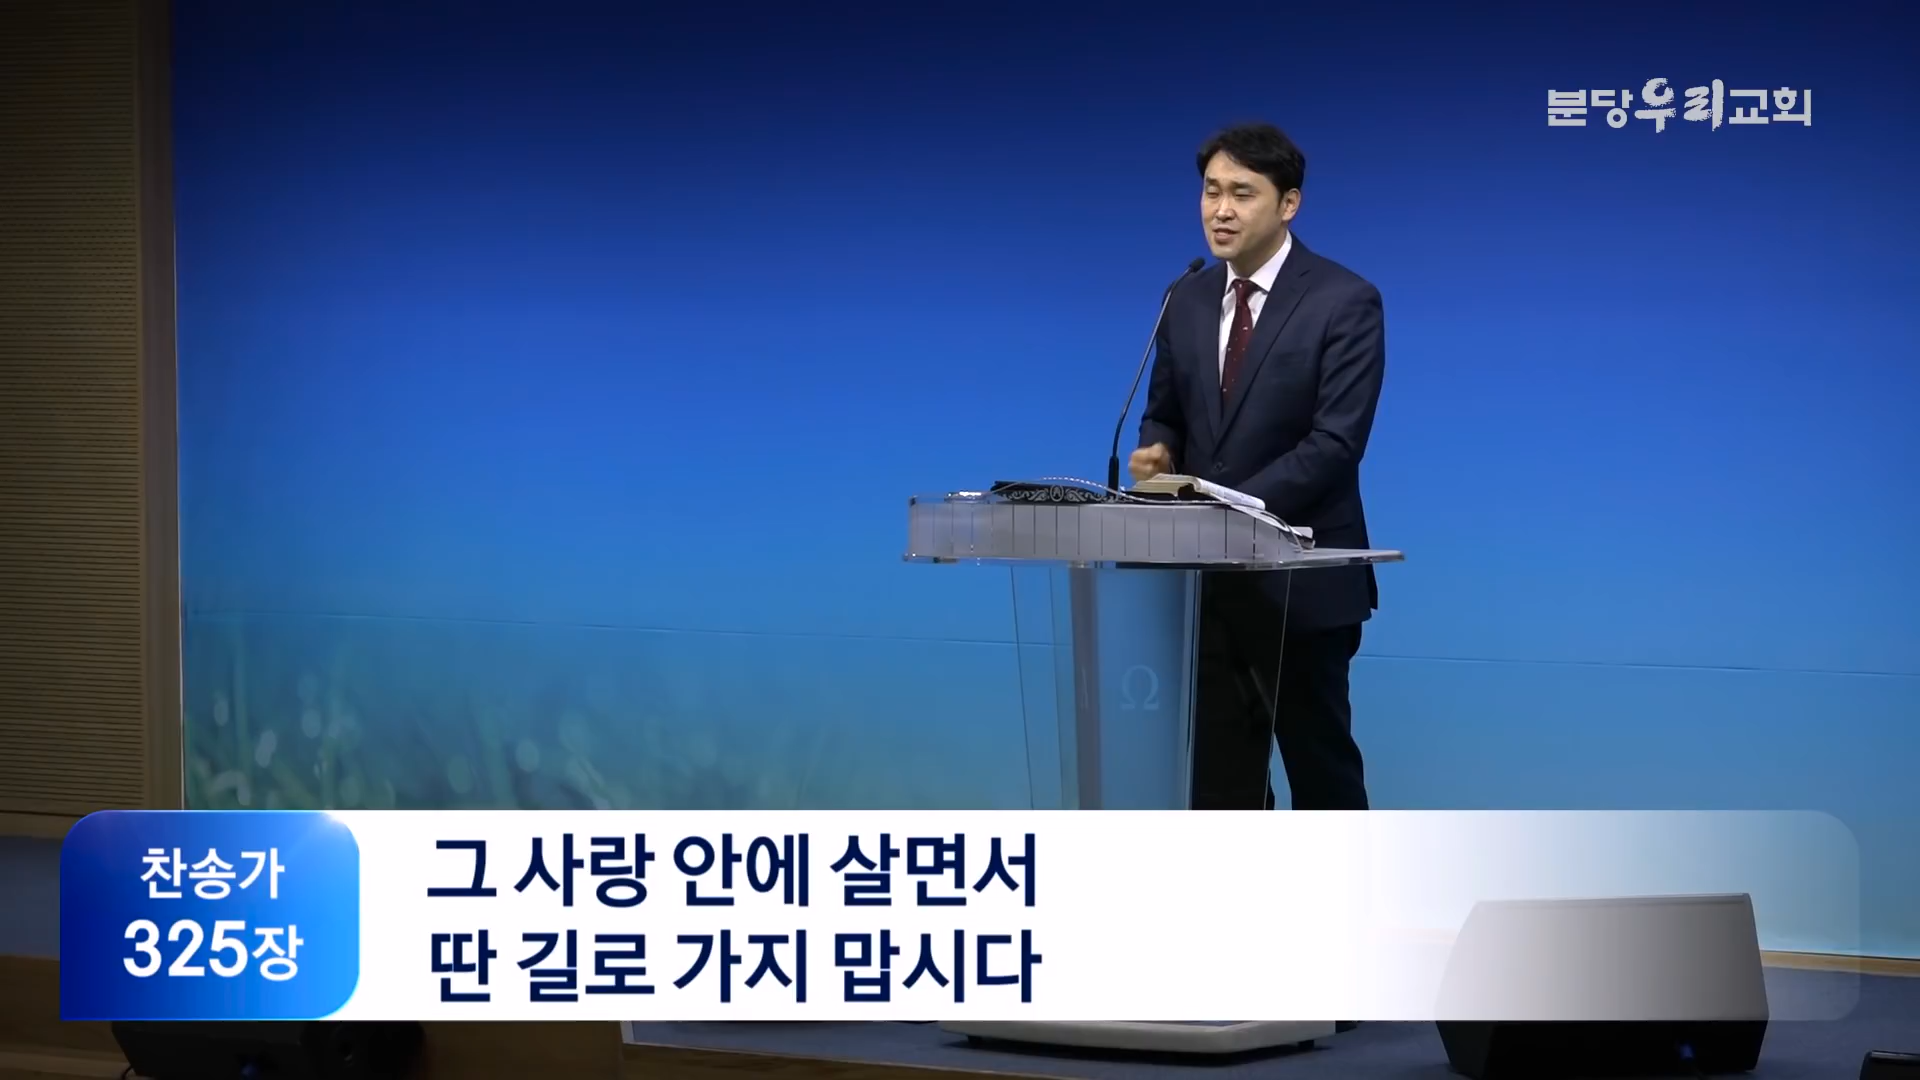 분당우리교회
찬송가
325장
그 사랑 안에 살면서
딴 길로 가지 맙시다
Ω